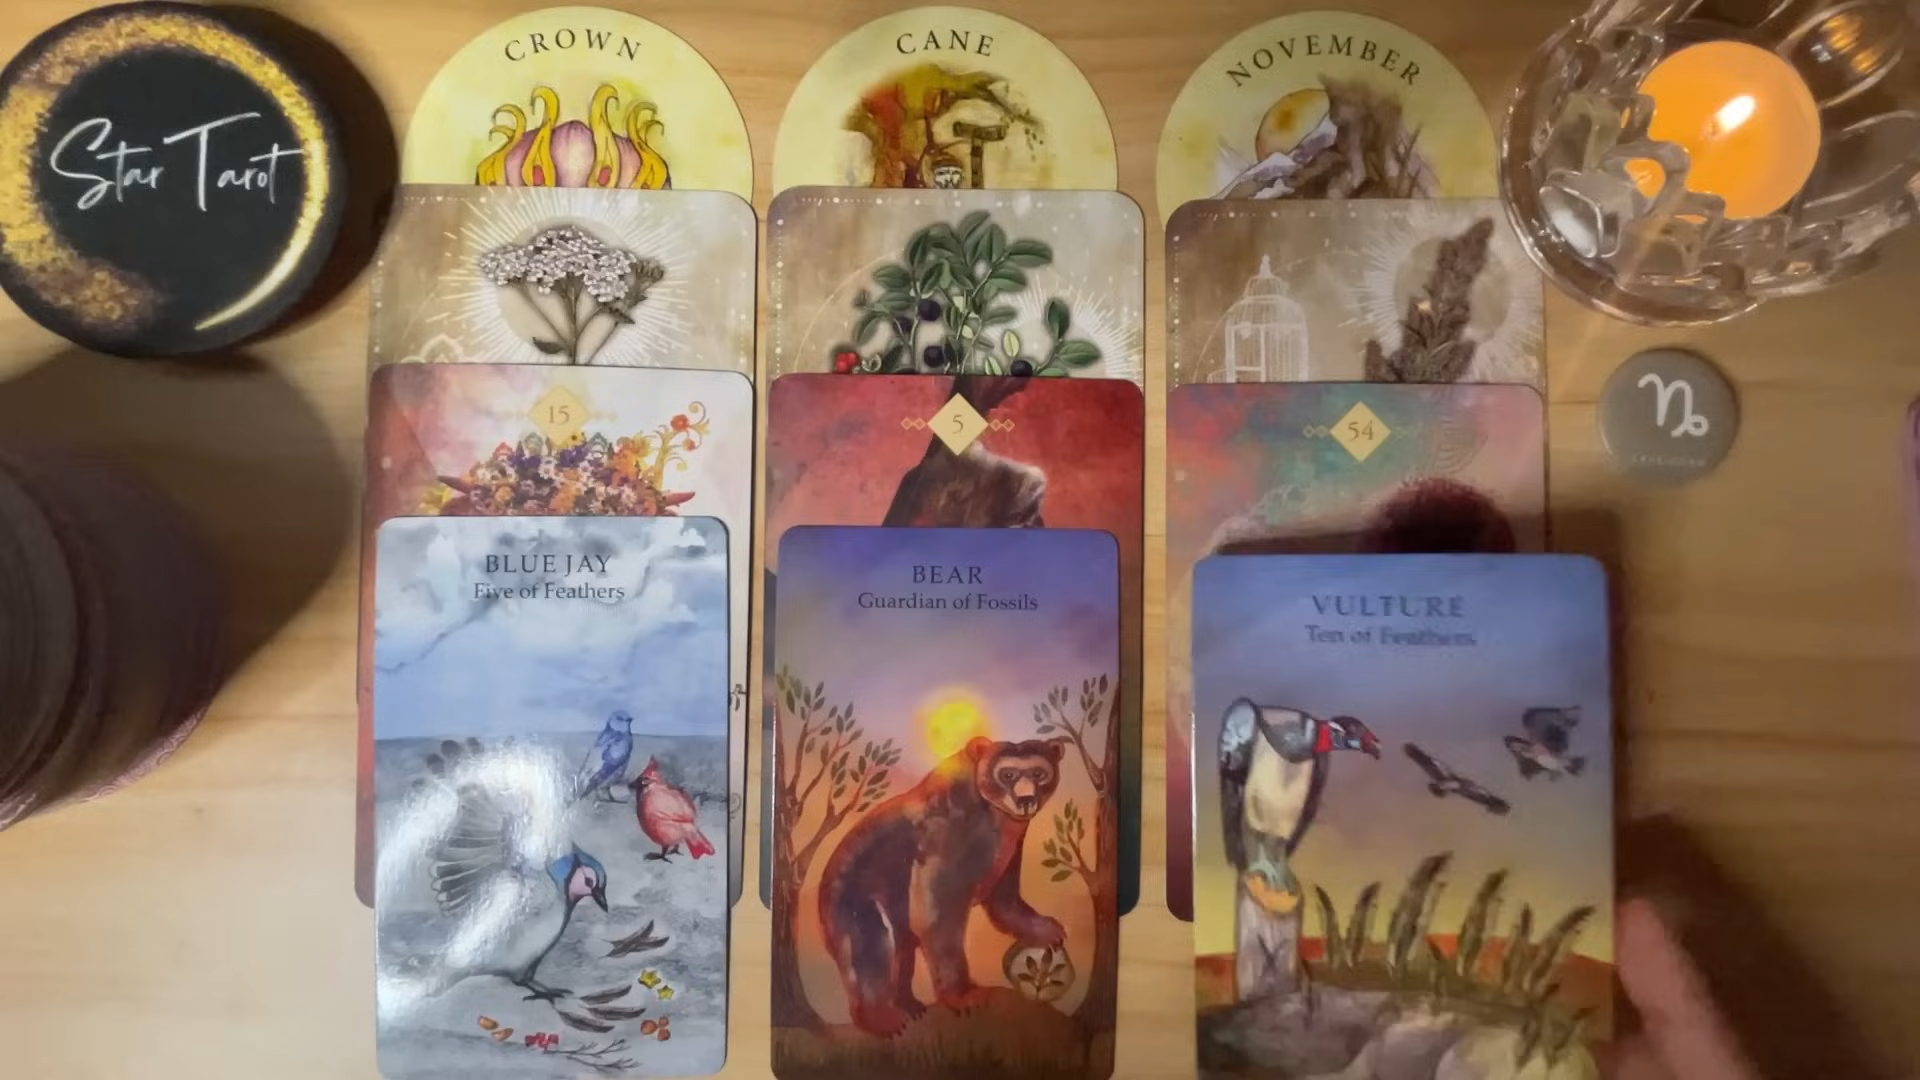 Star Tarot
CROWN
CANE
NOVEMBER
15
5
54
BLUE JAY
Five of Feathers
BEAR
Guardian of Fossils
VULTURE
Ten of Feathers